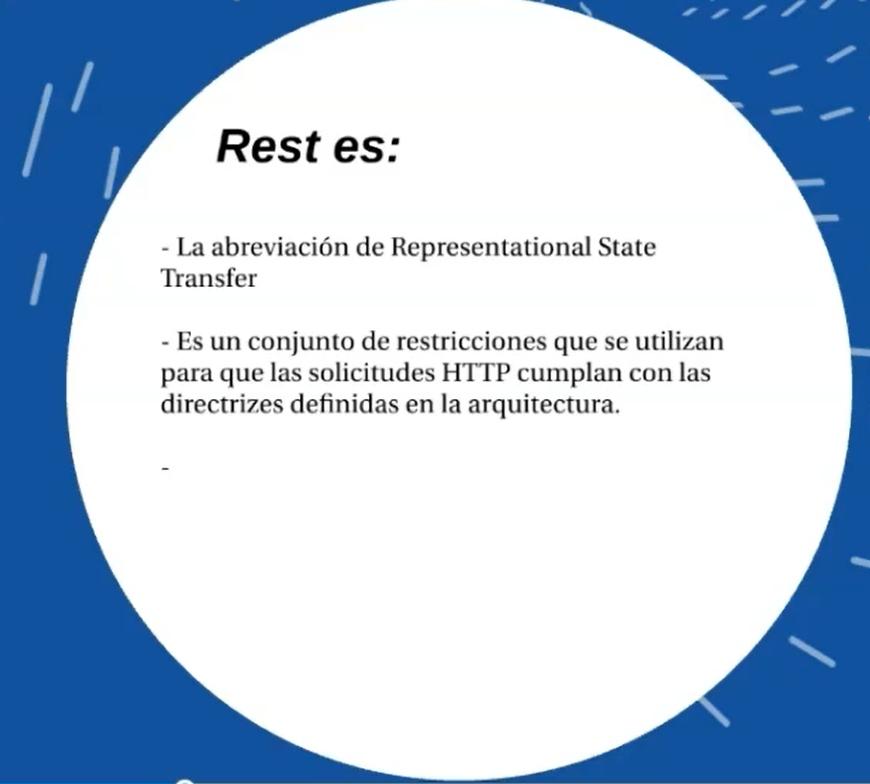 Rest es:
- La abreviación de Representational State
Transfer
- Es un conjunto de restricciones que se utilizan
para que las solicitudes HTTP cumplan con las
directrizes definidas en la arquitectura.
-